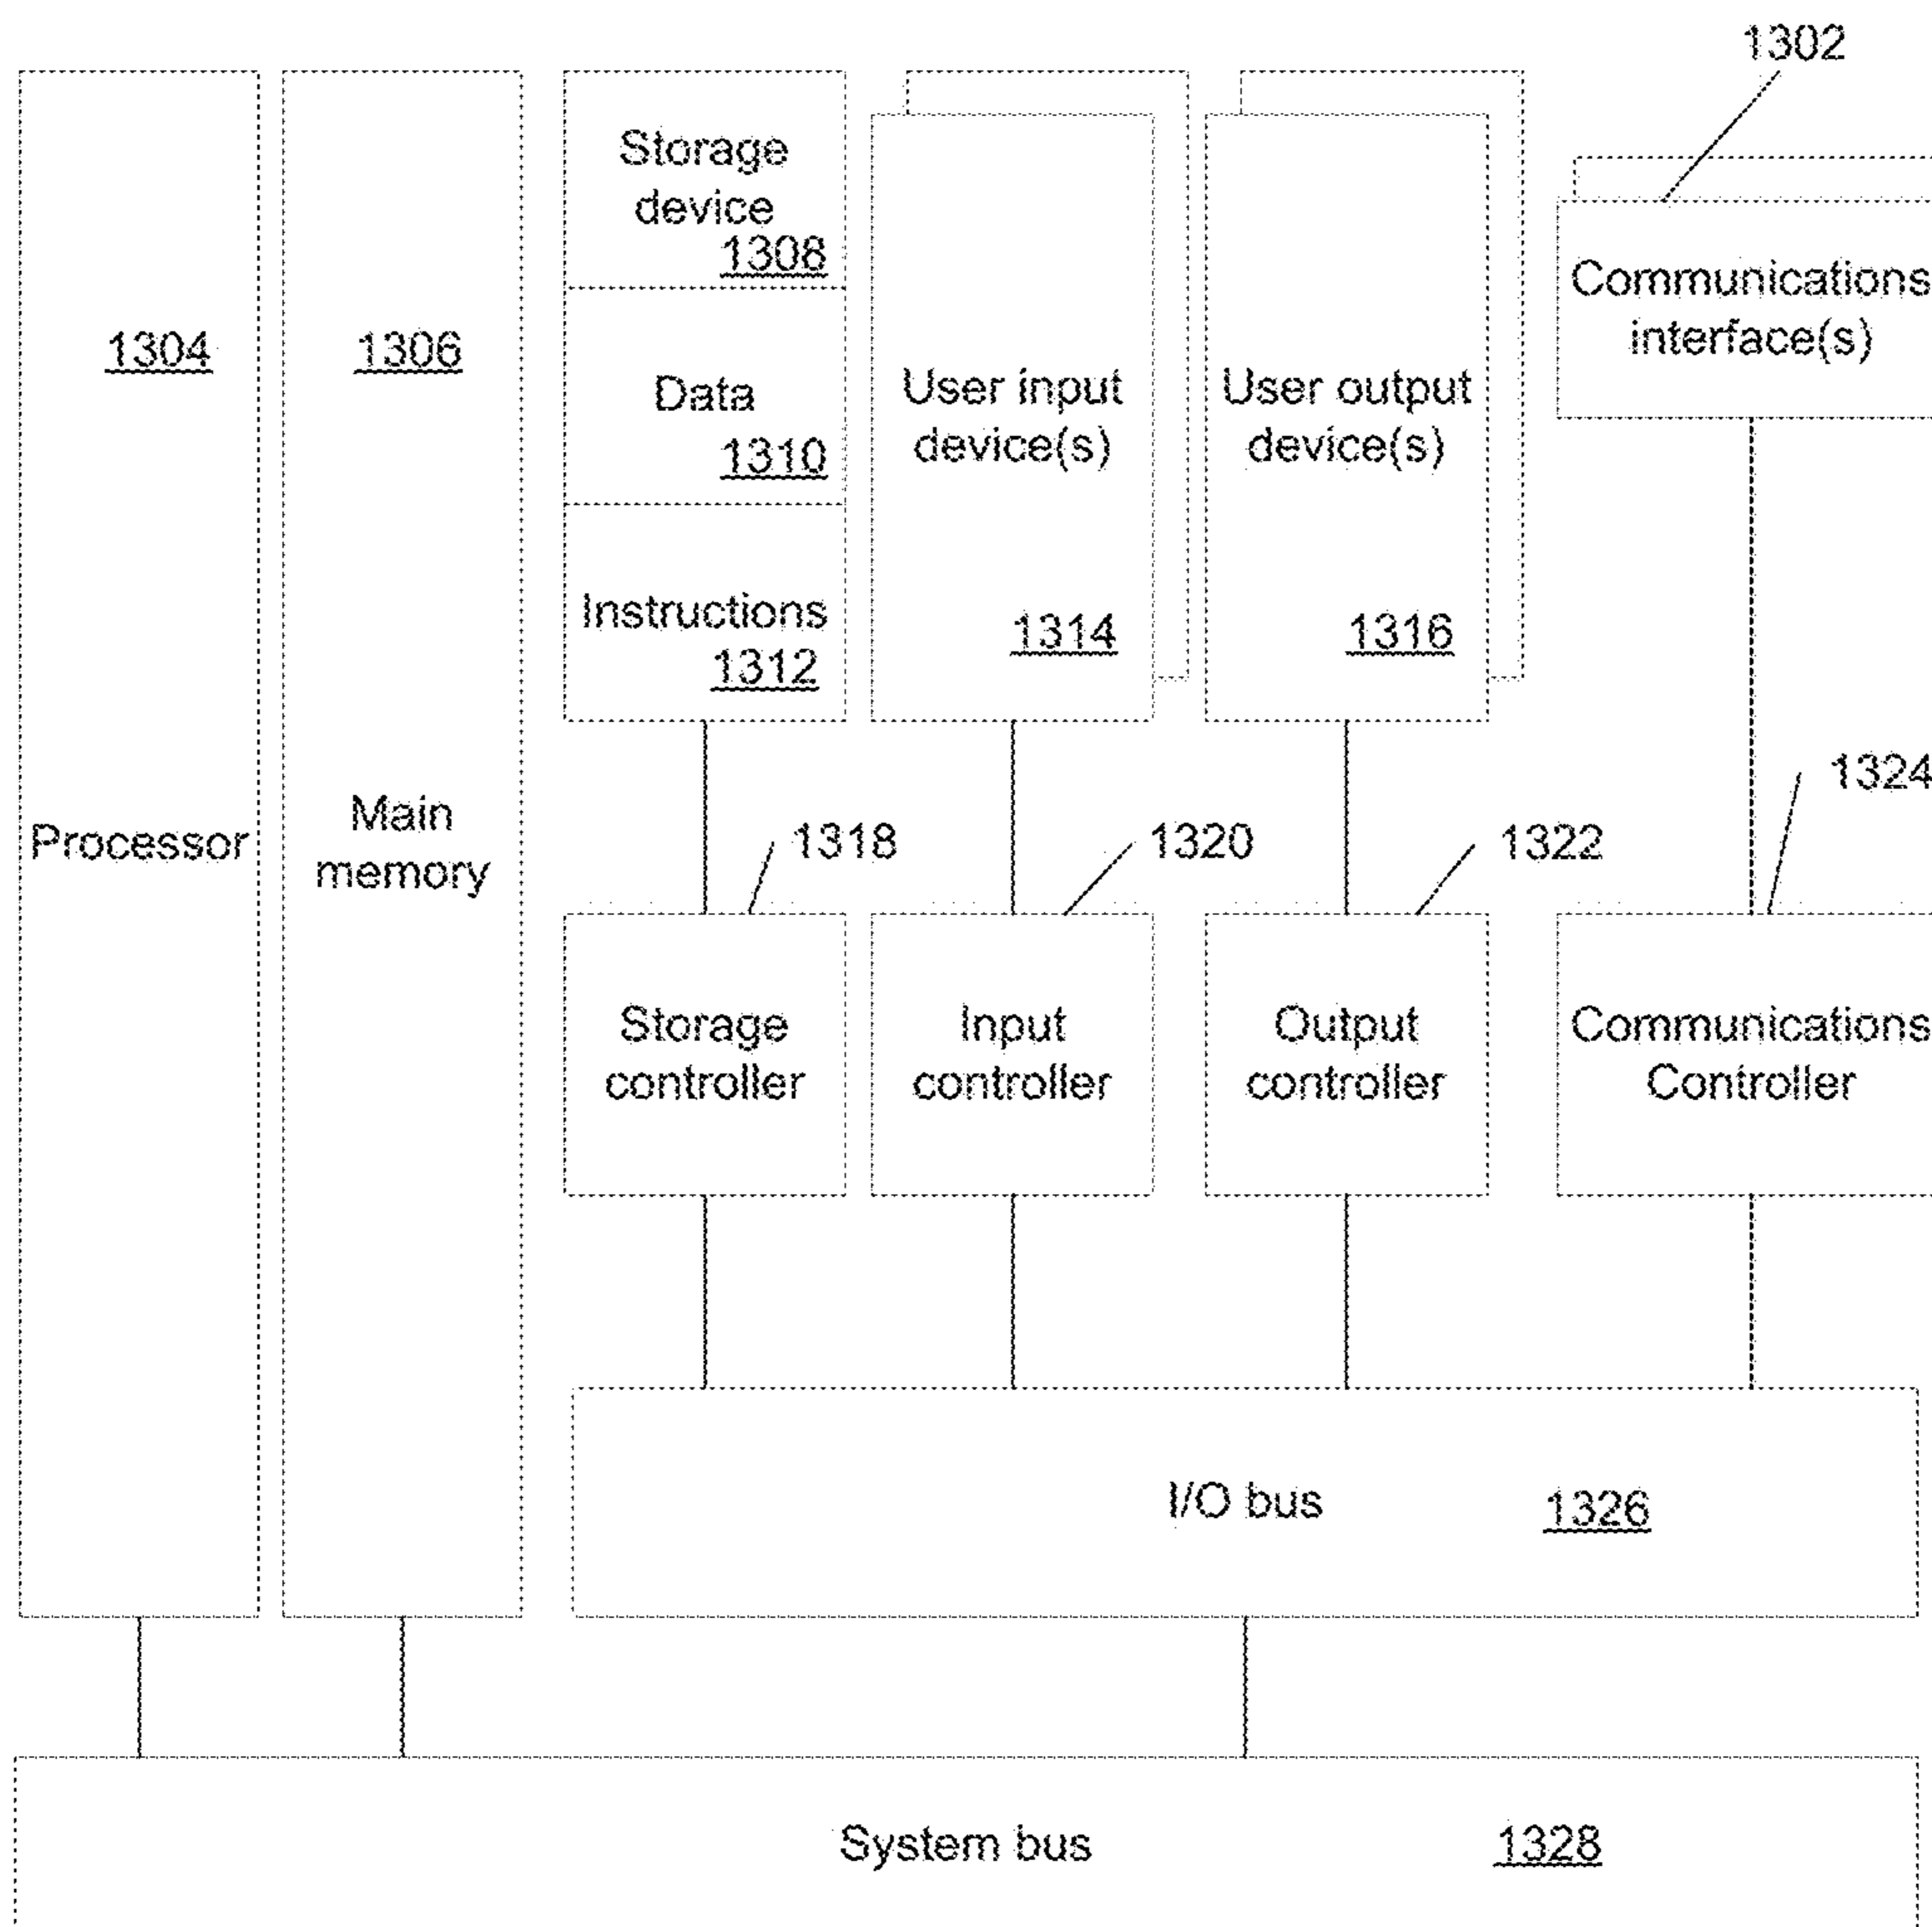 1302
Storage
device
1308
1304
1306
Data
1310
Instructions
1312
User input
device(s)
1314
User output
device(s)
1316
Communications
interface(s)
Processor
Main
memory
1318
1320
1322
1324
Storage
controller
Input
controller
Output
controller
Communications
Controller
I/O bus
1326
System bus
1328